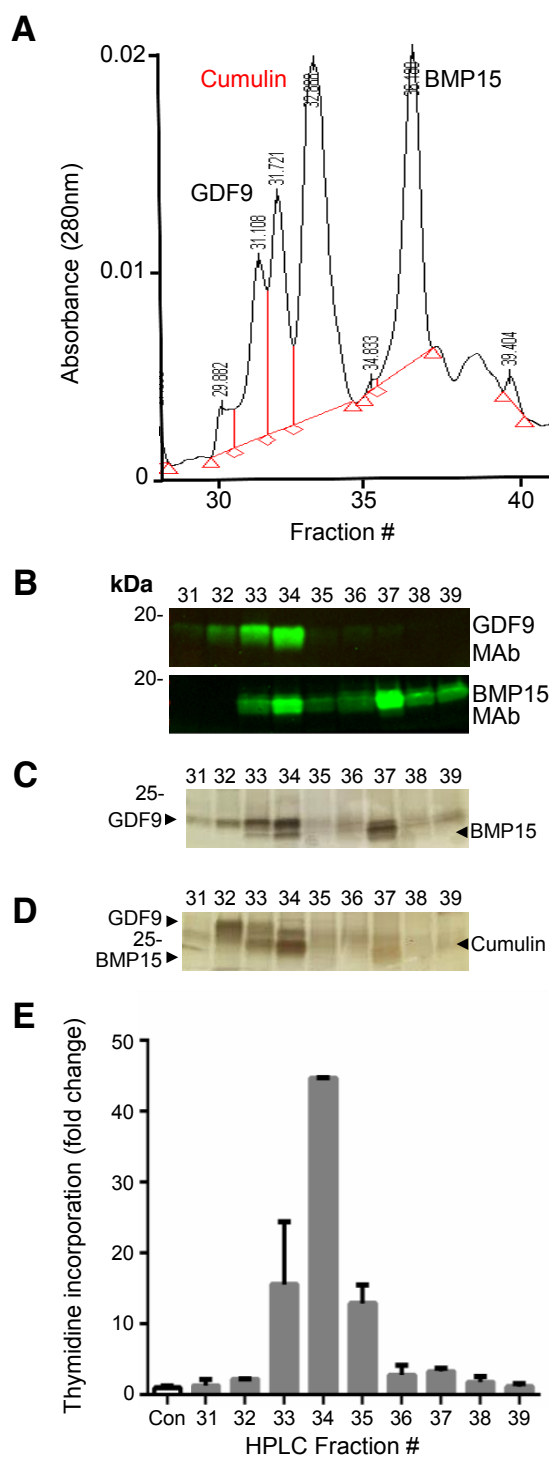 A
0.02
Cumulin
32.888
36.180
BMP15
31.721
GDF9
31.108
Absorbance (280nm)
0.01
29.882
34.833
39.404
0
30 35 40
Fraction #
B
kDa 31 32 33 34 35 36 37 38 39
20-
GDF9
MAb
20-
BMP15
MAb
C
31 32 33 34 35 36 37 38 39
25-
GDF9
BMP15
D
31 32 33 34 35 36 37 38 39
GDF9
25-
Cumulin
BMP15
E
Thymidine incorporation (fold change)
50
40
30
20
10
0
Con 31 32 33 34 35 36 37 38 39
HPLC Fraction #